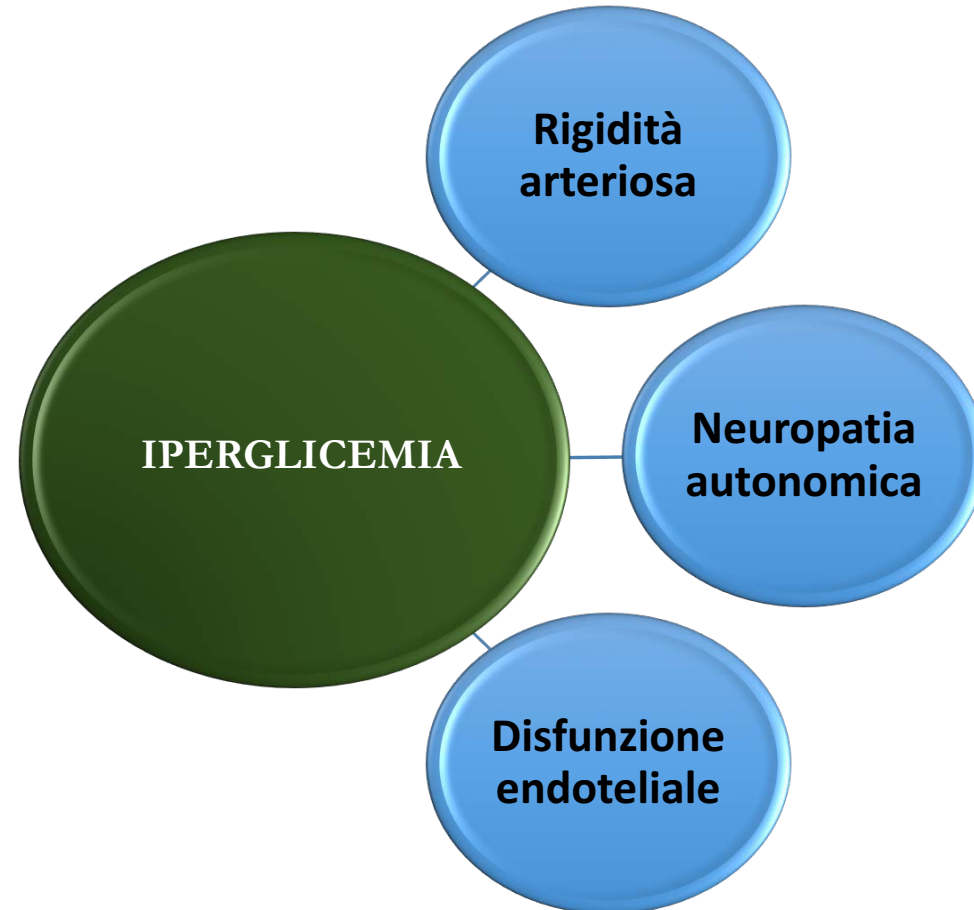 Rigidità
arteriosa
IPERGLICEMIA
Neuropatia
autonomica
Disfunzione
endoteliale